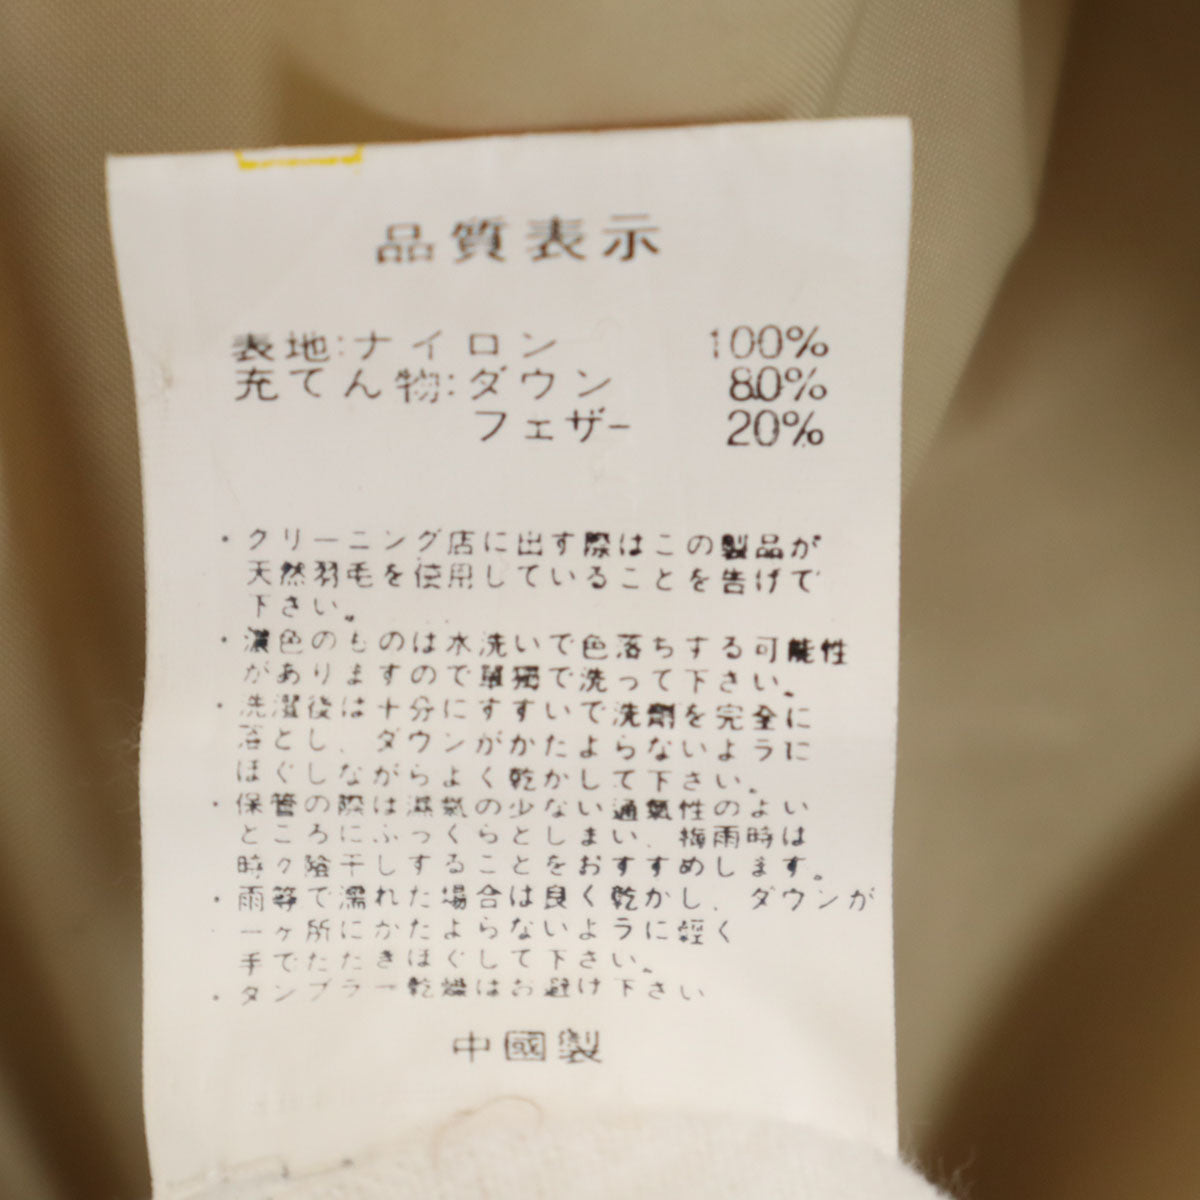 品質表示
表地:ナイロン 100%
充てん物:ダウン 80%
フェザー 20%
・クリーニング店に出す際はこの製品が
天然羽毛を使用していることを告げて
下さい。
・濃色のものは水洗いで色落ちする可能性
がありますので單獨で洗って下さい。
・洗濯後は十分にすすいで洗劑を完全に
落とし、ダウンがかたよらないように
ほぐしながらよく乾かして下さい。
・保管の際は濕氣の少ない通氣性のよい
ところにふっくらとしまい、梅雨時は
時々陰干しすることをおすすめします。
・雨等で濡れた場合は良く乾かし、ダウンが
一ヶ所にかたよらないように軽く
手でたたきほぐして下さい。
・タンブラー乾燥はお避け下さい
中國製